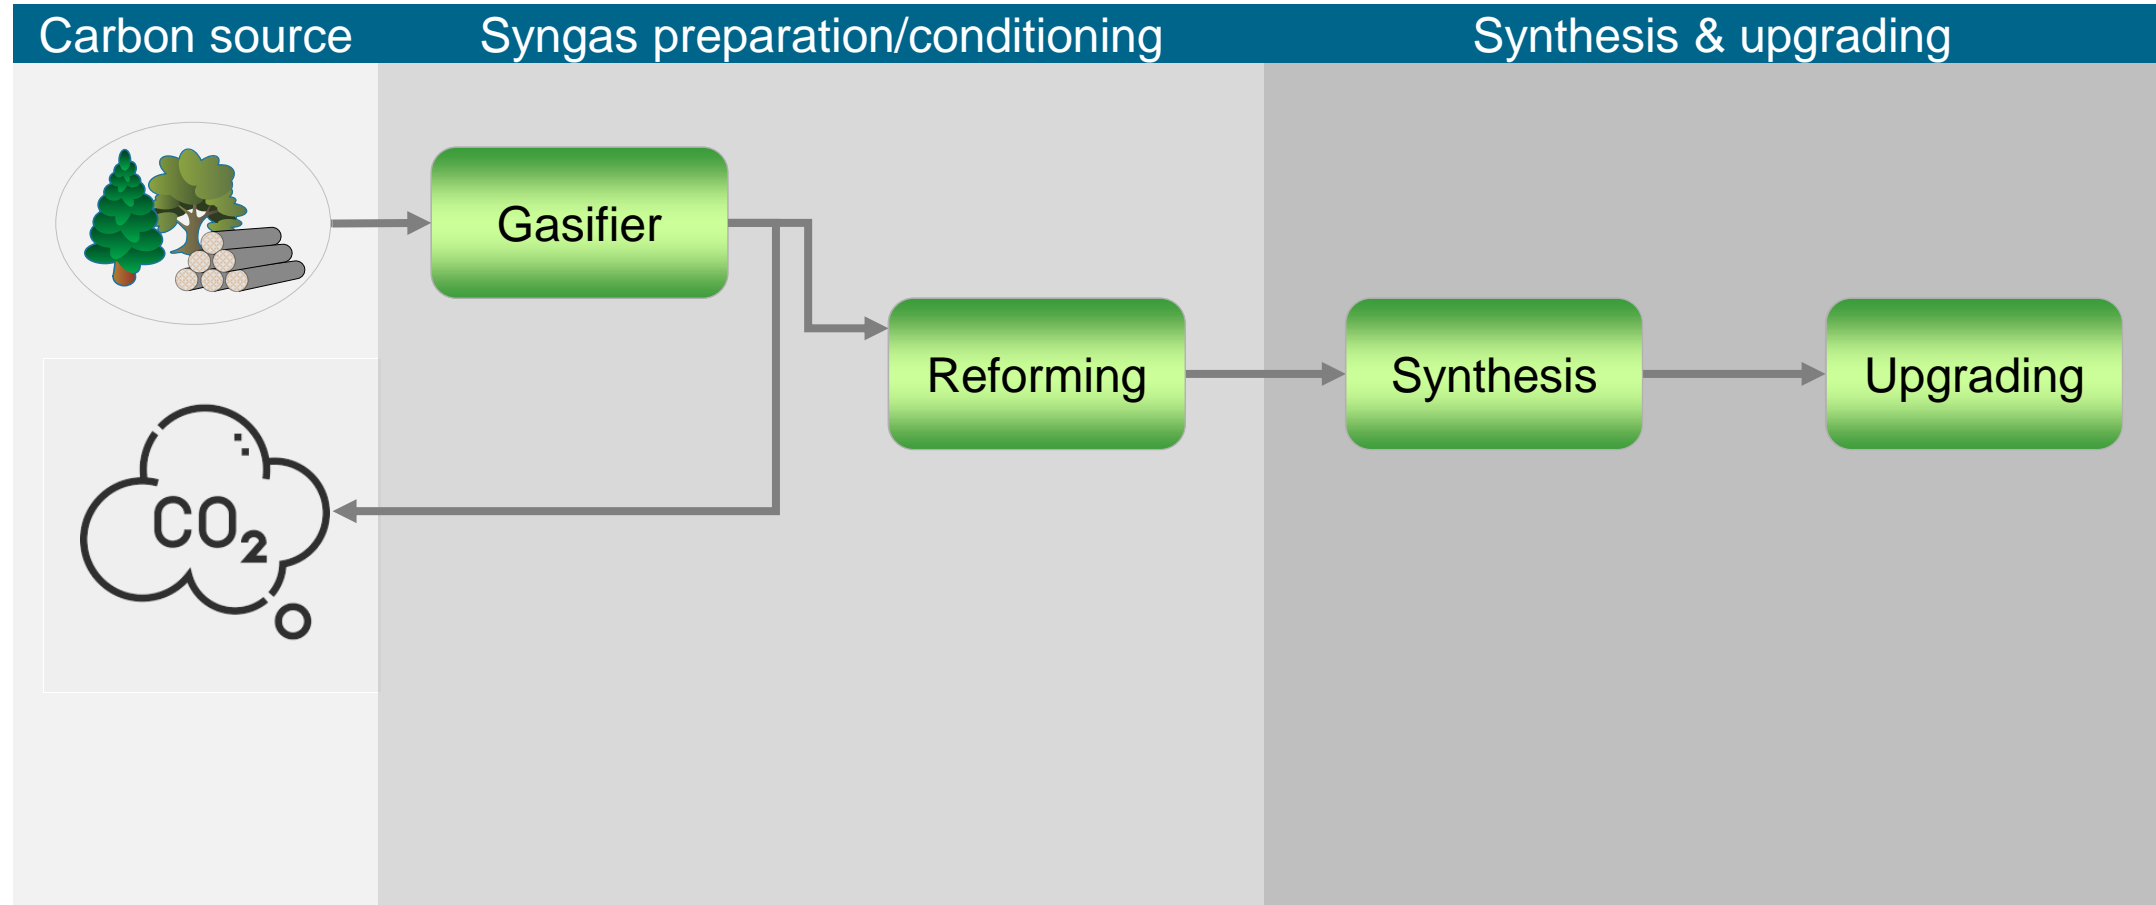 Carbon source
Syngas preparation/conditioning
Synthesis & upgrading
Gasifier
Reforming
Synthesis
Upgrading
CO₂